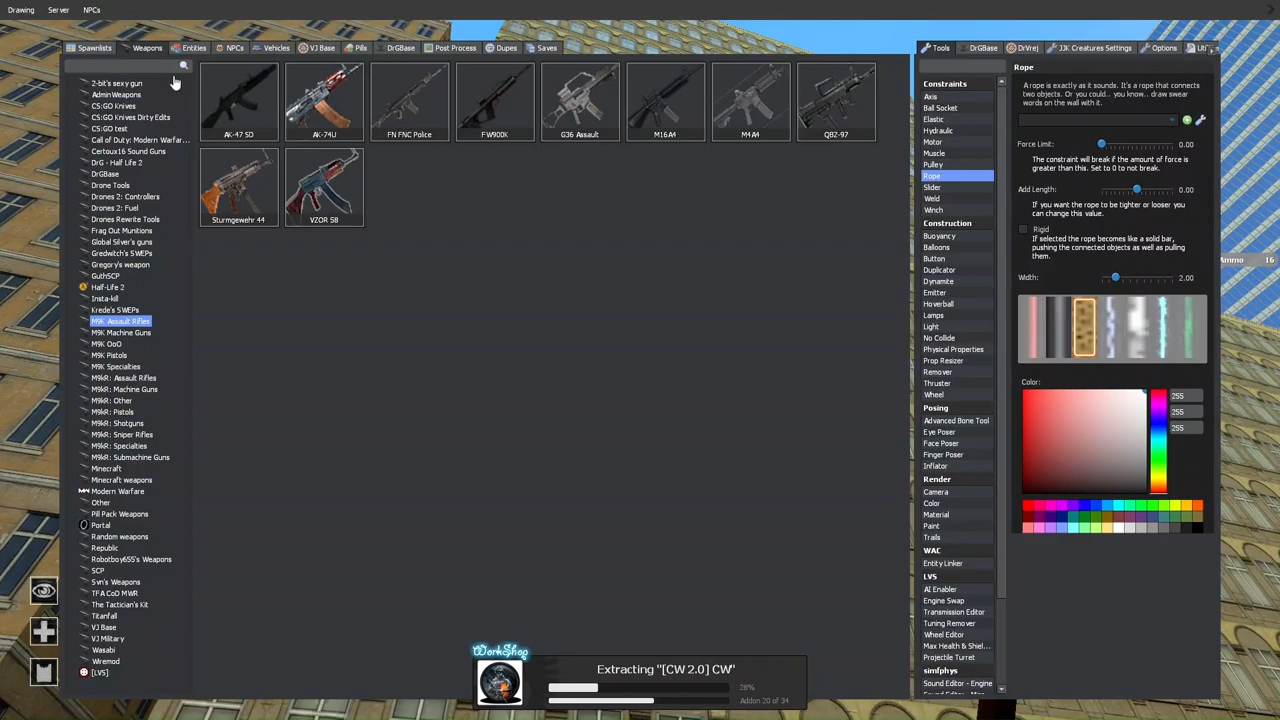 Drawing Server NPCs
Spawnlists Weapons Entities NPCs Vehicles VJ Base Pills DrGBase Post Process Dupes Saves
2-bit's sexy gun
Admin Weapons
CS:GO Knives
CS:GO Knives Dirty Edits
CS:GO test
Call of Duty: Modern Warfar...
Certoux16 Sound Guns
DrG - Half Life 2
DrGBase
Drone Tools
Drones 2: Controllers
Drones 2: Fuel
Drones Rewrite Tools
Frag Out Munitions
Global Silver's guns
Gredwitch's SWEPs
Gregory's weapon
GuthSCP
Half-Life 2
Insta-kill
Krede's SWEPs
M9K Assault Rifles
M9K Machine Guns
M9K OoO
M9K Pistols
M9K Specialties
M9kR: Assault Rifles
M9kR: Machine Guns
M9kR: Other
M9kR: Pistols
M9kR: Shotguns
M9kR: Sniper Rifles
M9kR: Specialties
M9kR: Submachine Guns
Minecraft
Minecraft weapons
Modern Warfare
Other
Pill Pack Weapons
Portal
Random weapons
Republic
Robotboy655's Weapons
SCP
Svn's Weapons
TFA CoD MWR
The Tactician's Kit
Titanfall
VJ Base
VJ Military
Wasabi
Wiremod
[LVS]
AK-47 SD AK-74U FN FNC Police F2000 G36 Assault M16A4 M4A4 QBZ-97
Sturmgewehr 44 VZOR 58
WorkShop
Extracting "[CW 2.0] CW"
28%
Addon 20 of 34
Tools DrGBase DrVrej JJK Creatures Settings Options
Constraints
Axis
Ball Socket
Elastic
Hydraulic
Motor
Muscle
Pulley
Rope
Slider
Weld
Winch
Construction
Buoyancy
Balloons
Button
Duplicator
Dynamite
Emitter
Hoverball
Lamps
Light
No Collide
Physical Properties
Prop Resizer
Remover
Thruster
Wheel
Posing
Advanced Bone Tool
Eye Poser
Face Poser
Finger Poser
Inflator
Render
Camera
Color
Material
Paint
Trails
WAC
Entity Linker
LVS
AI Enabler
Engine Swap
Transmission Editor
Tuning Remover
Wheel Editor
Max Health & Shiel...
Projectile Turret
simfphys
Sound Editor - Engine
Rope
A rope is exactly as it sounds. It's a rope that connects
two objects. Or you could.. you know.. draw swear
words on the wall with it.
Force Limit: 0.00
The constraint will break if the amount of force is
greater than this. Set to 0 to not break.
Add Length: 0.00
If you want the rope to be tighter or looser you
can change this value.
Rigid
If selected the rope becomes like a solid bar,
pushing the connected objects as well as pulling
them.
Width: 2.00
Color:
255
255
255
Ammo 16